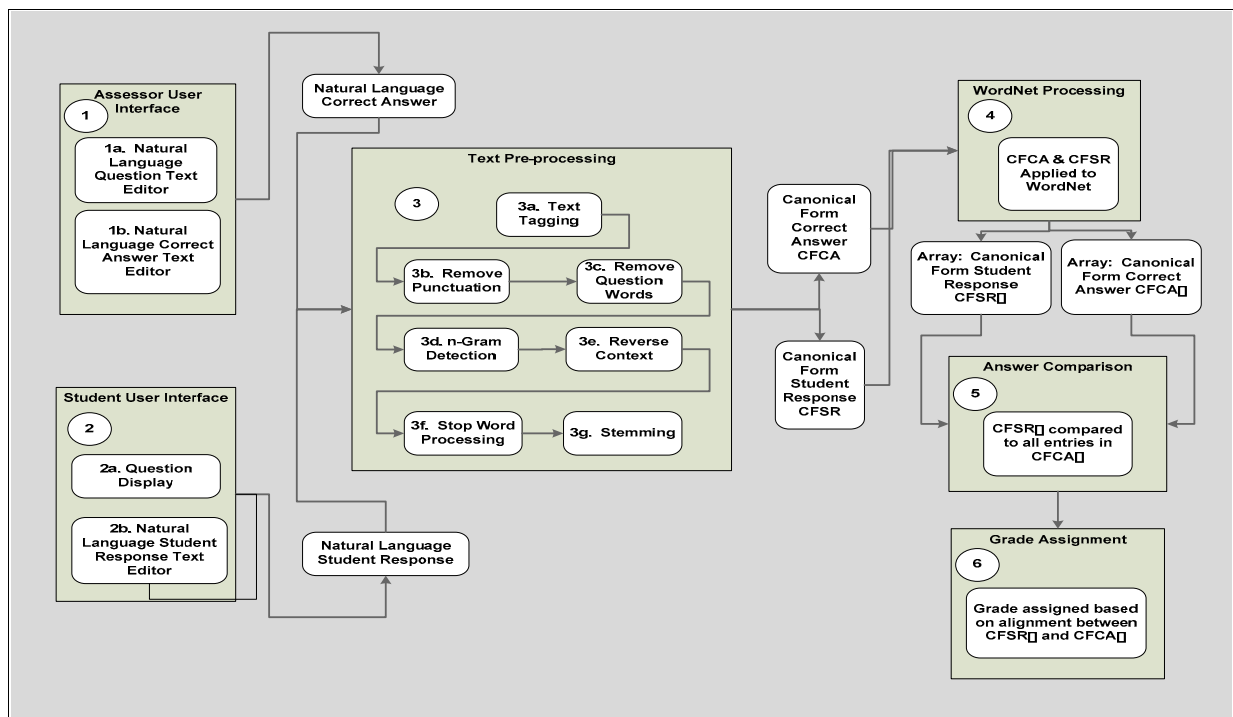 Assessor User
Interface
1
1a. Natural
Language
Question Text
Editor
1b. Natural
Language Correct
Answer Text
Editor
Natural Language
Correct Answer
Student User Interface
2
2a. Question
Display
2b. Natural
Language Student
Response Text
Editor
Natural Language
Student Response
Text Pre-processing
3
3a. Text
Tagging
3b. Remove
Punctuation
3c. Remove
Question
Words
3d. n-Gram
Detection
3e. Reverse
Context
3f. Stop Word
Processing
3g. Stemming
Canonical
Form
Correct
Answer
CFCA
Canonical
Form
Student
Response
CFSR
WordNet Processing
4
CFCA & CFSR
Applied to
WordNet
Array: Canonical
Form Student
Response
CFSR▯
Array: Canonical
Form Correct
Answer CFCA▯
Answer Comparison
5
CFSR▯ compared
to all entries in
CFCA▯
Grade Assignment
6
Grade assigned based
on alignment between
CFSR▯ and CFCA▯